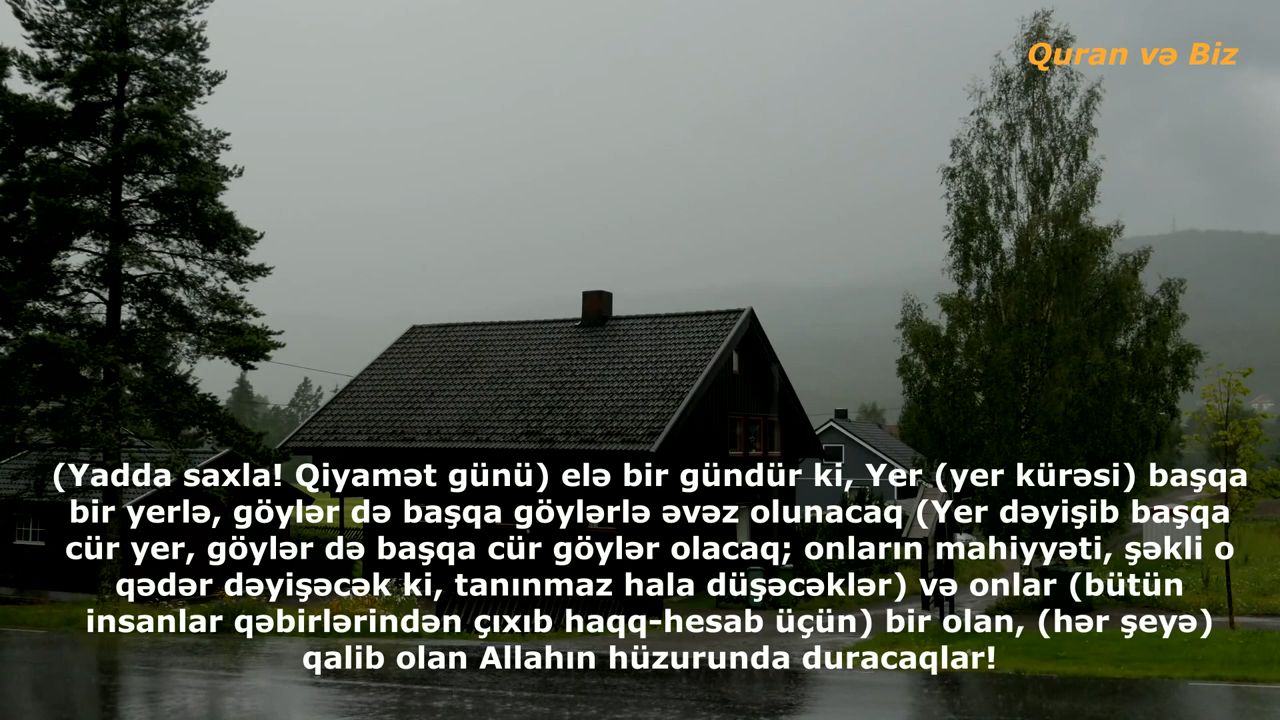 Quran və Biz
(Yadda saxla! Qiyamət günü) elə bir gündür ki, Yer (yer kürəsi) başqa
bir yerlə, göylər də başqa göylərlə əvəz olunacaq (Yer dəyişib başqa
cür yer, göylər də başqa cür göylər olacaq; onların mahiyyəti, şəkli o
qədər dəyişəcək ki, tanınmaz hala düşəcəklər) və onlar (bütün
insanlar qəbirlərindən çıxıb haqq-hesab üçün) bir olan, (hər şeyə)
qalib olan Allahın hüzurunda duracaqlar!